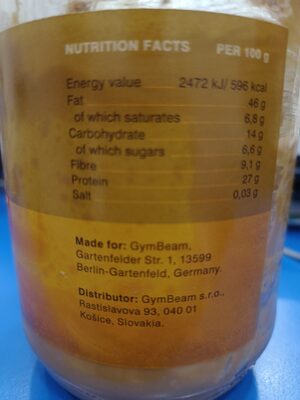 NUTRITION FACTS PER 100 g
Energy value 2472 kJ/ 596 kcal
Fat 46 g
of which saturates 6,8 g
Carbohydrate 14 g
of which sugars 6,6 g
Fibre 9,1 g
Protein 27 g
Salt 0,03 g
Made for: GymBeam,
Gartenfelder Str. 1, 13599
Berlin-Gartenfeld, Germany.
Distributor: GymBeam s.r.o.,
Rastislavova 93, 040 01
Košice, Slovakia.